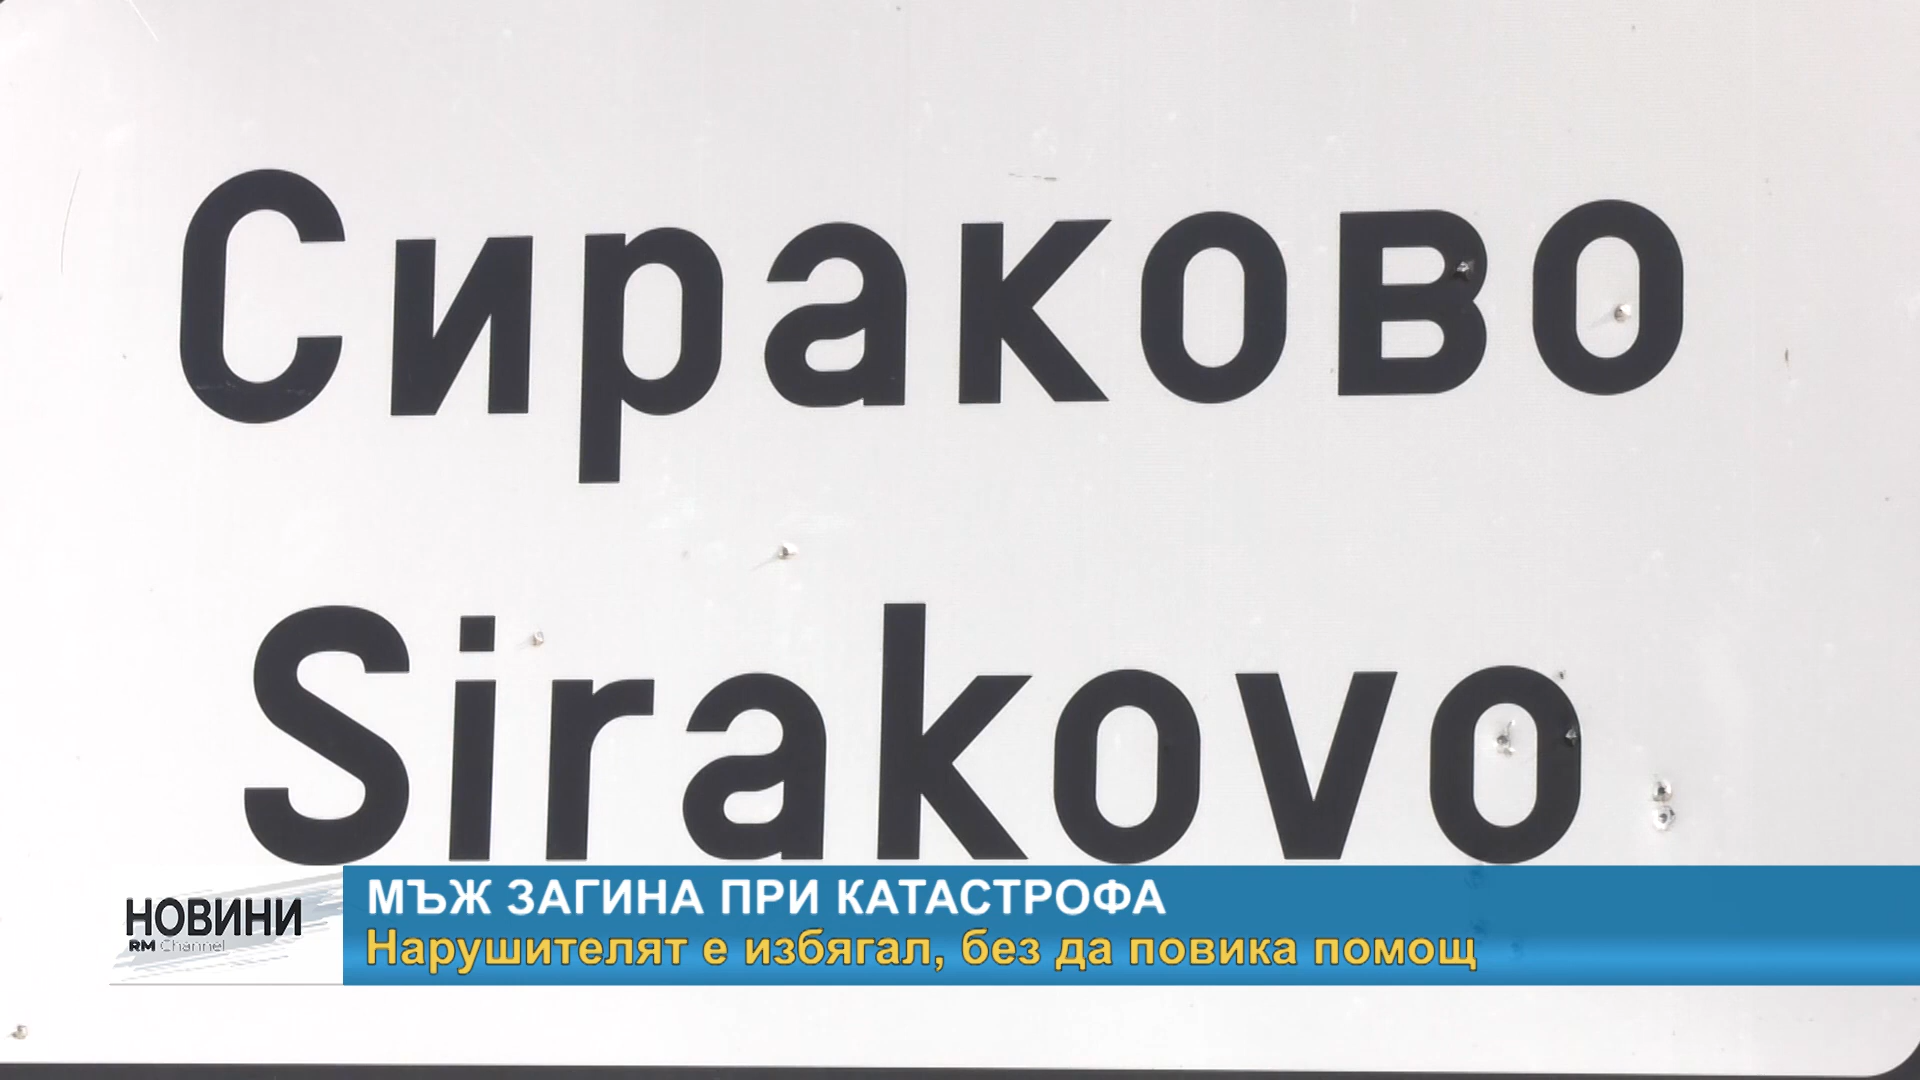 Сираково
Sirakovo
МЪЖ ЗАГИНА ПРИ КАТАСТРОФА
Нарушителят е избягал, без да повика помощ
НОВИНИ
RM Channel